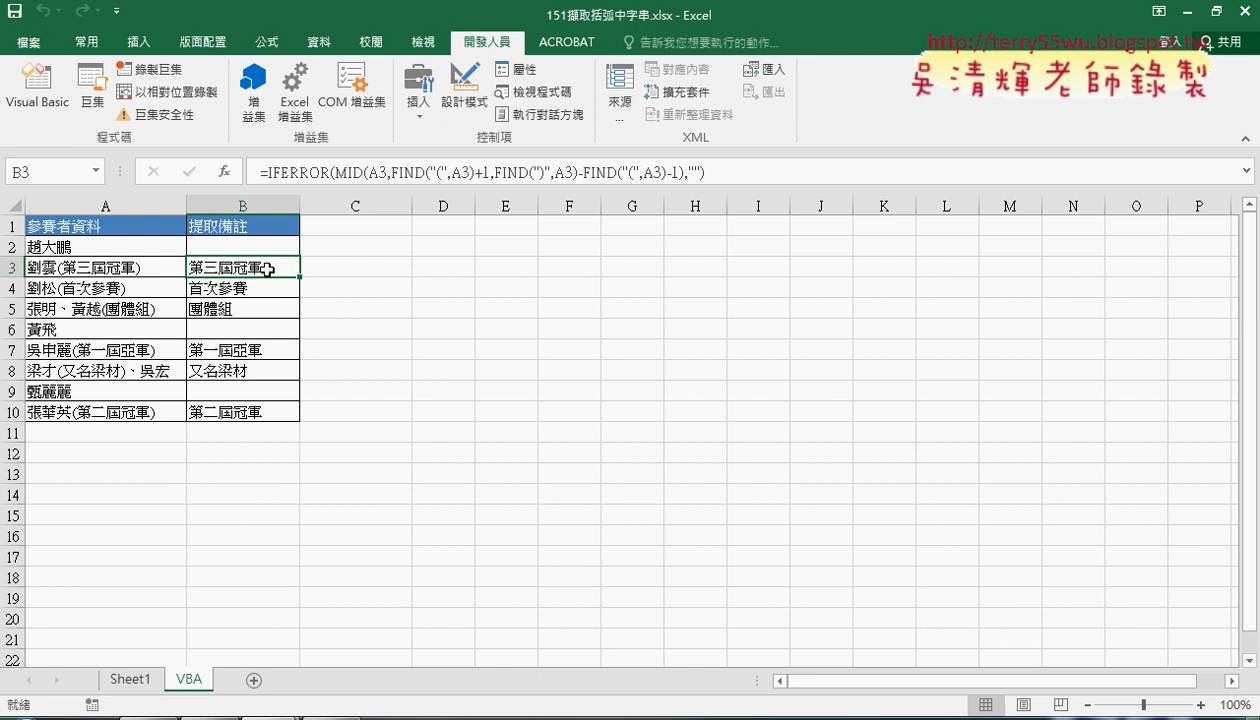 151擷取括弧中字串.xlsx - Excel
http://terry55wu.blogspot.tw
檔案 常用 插入 版面配置 公式 資料 校閱 檢視 開發人員 ACROBAT 告訴我您想要執行的動作... 登入 共用
吳清輝老師錄製
Visual Basic 巨集 錄製巨集 以相對位置錄製 巨集安全性
增益集 Excel 增益集 COM 增益集
插入 設計模式 屬性 檢視程式碼 執行對話方塊
來源... 對應內容 擴充套件 重新整理資料 匯入 匯出
程式碼 增益集 控制項 XML
B3 fx =IFERROR(MID(A3,FIND("(",A3)+1,FIND(")",A3)-FIND("(",A3)-1),"")
A B C D E F G H I J K L M N O P
1 參賽者資料 提取備註
2 趙大鵬
3 劉雲(第三屆冠軍) 第三屆冠軍
4 劉松(首次參賽) 首次參賽
5 張明、黃越(團體組) 團體組
6 黃飛
7 吳申麗(第一屆亞軍) 第一屆亞軍
8 梁才(又名梁材)、吳宏 又名梁材
9 甄麗麗
10 張華英(第二屆冠軍) 第二屆冠軍
11
12
13
14
15
16
17
18
19
20
21
22
Sheet1 VBA
就緒 100%